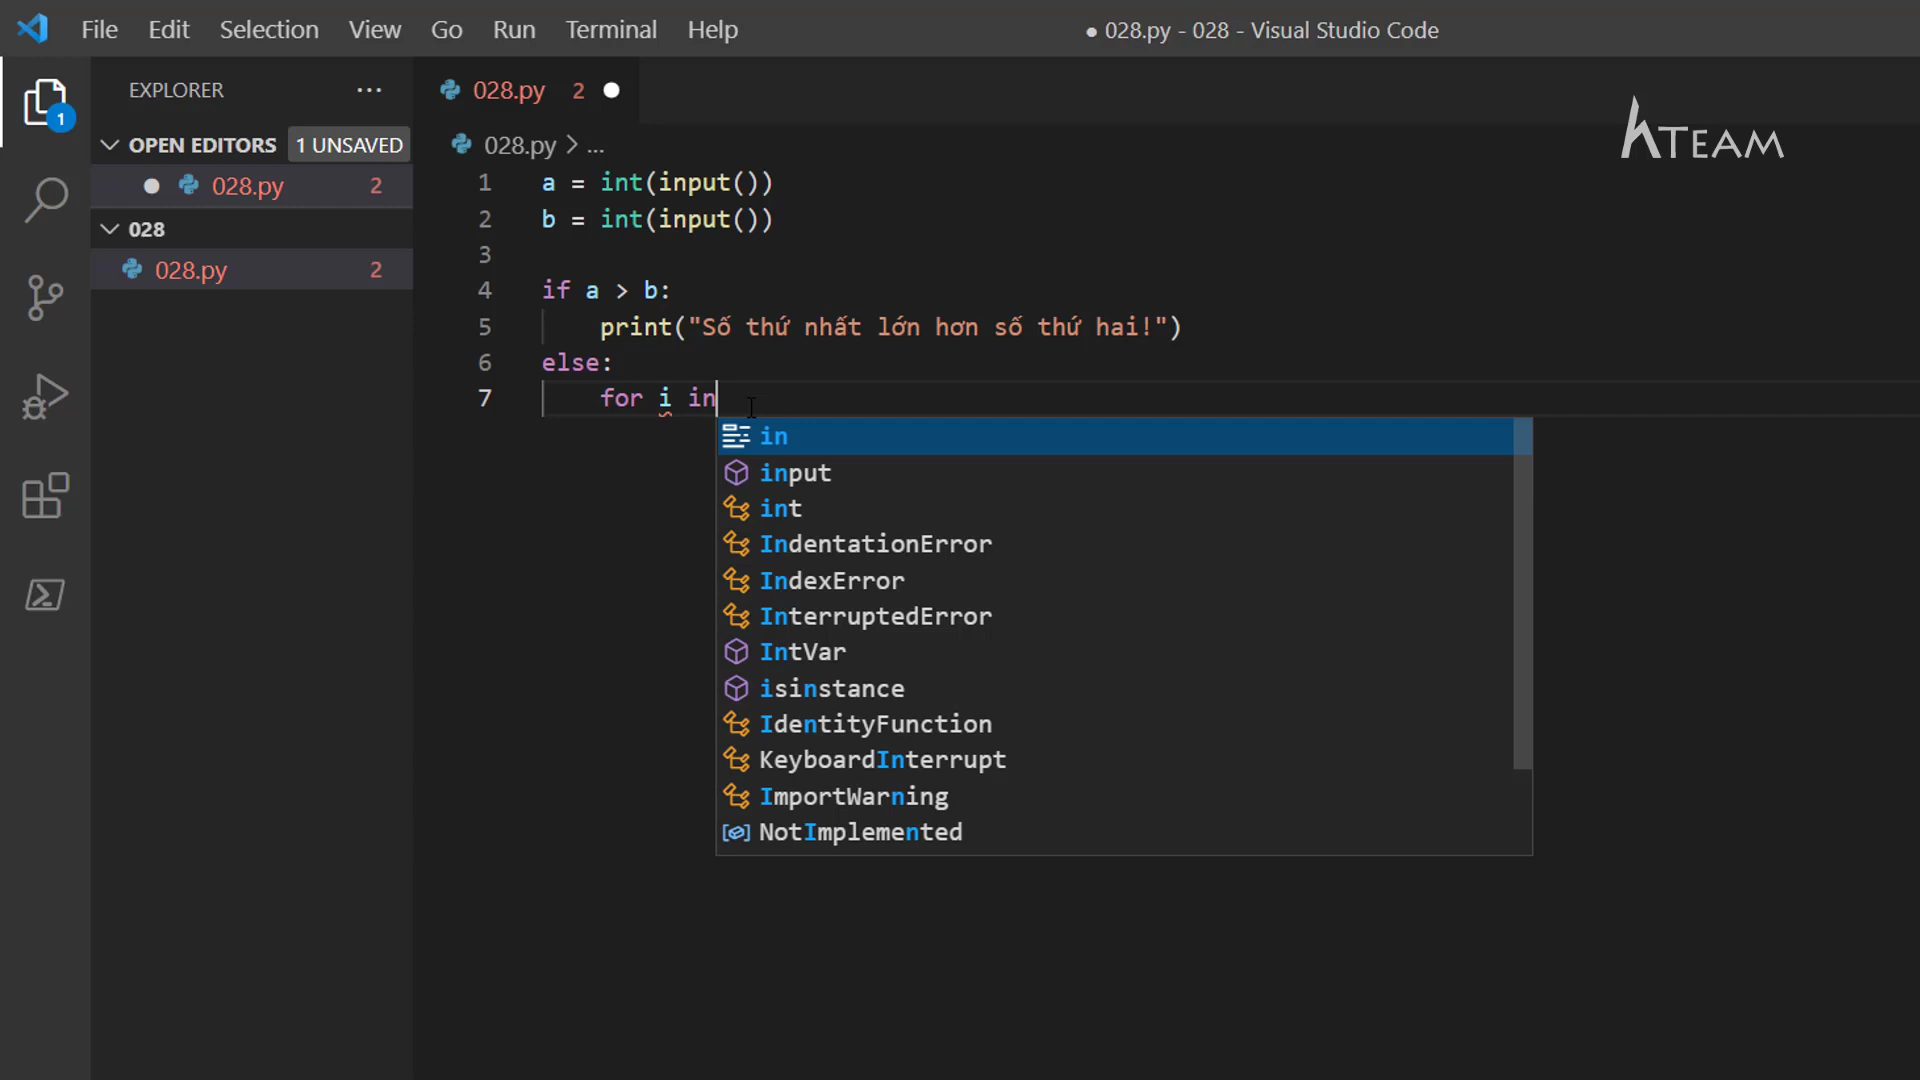 File Edit Selection View Go Run Terminal Help
● 028.py - 028 - Visual Studio Code
EXPLORER ...
1
OPEN EDITORS 1 UNSAVED
028.py 2
028
028.py 2
028.py 2
028.py > ...
HTEAM
1 a = int(input())
2 b = int(input())
3
4 if a > b:
5 print("Số thứ nhất lớn hơn số thứ hai!")
6 else:
7 for i in
in
input
int
IndentationError
IndexError
InterruptedError
IntVar
isinstance
IdentityFunction
KeyboardInterrupt
ImportWarning
NotImplemented